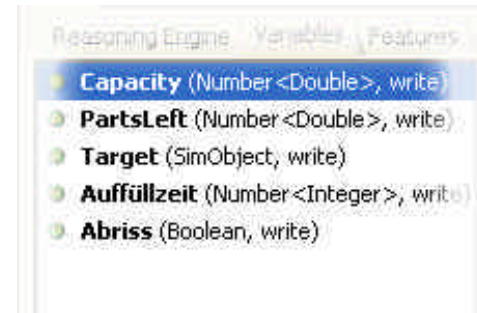 Reasoning Engine Variables Features
Capacity (Number<Double>, write)
PartsLeft (Number<Double>, write)
Target (SimObject, write)
Auffüllzeit (Number<Integer>, write)
Abriss (Boolean, write)